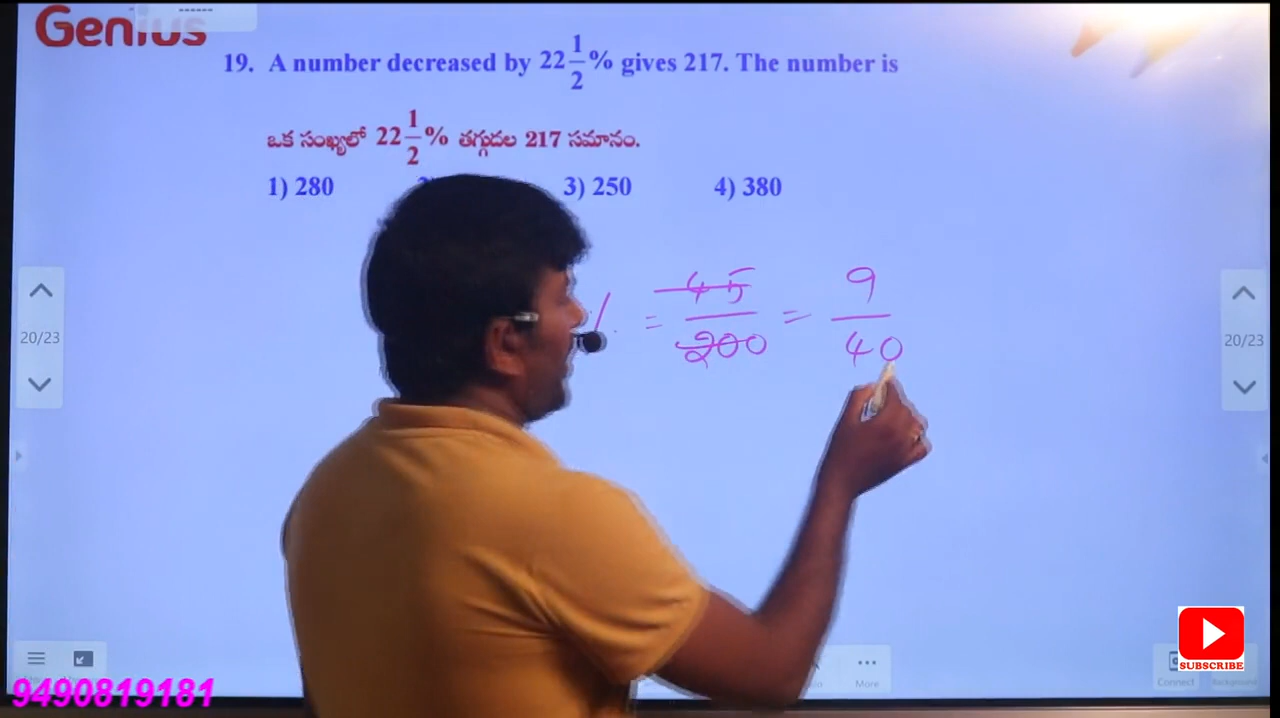 Genius
19. A number decreased by 22 1/2 % gives 217. The number is
ఒక సంఖ్యలో 22 1/2 % తగ్గుదల 217 సమానం.
1) 280 3) 250 4) 380
% = 45/200 = 9/40
20/23 20/23
More Connect Background
9490819181
SUBSCRIBE